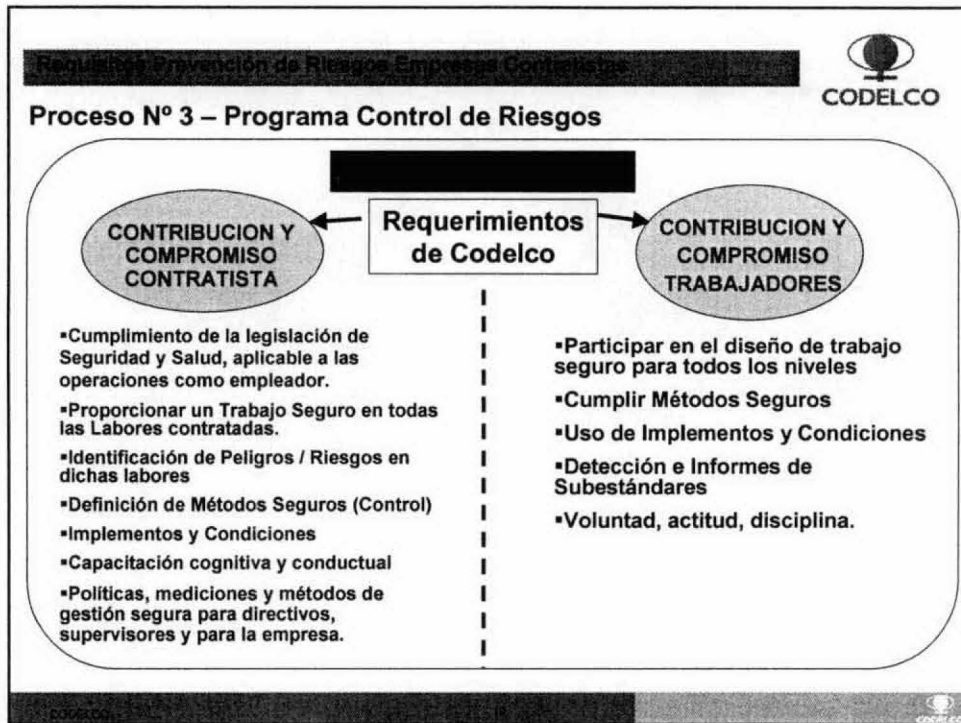 Requisitos Prevención de Riesgos Empresas Contratistas
CODELCO
Proceso Nº 3 – Programa Control de Riesgos
CONTRIBUCION Y
COMPROMISO
CONTRATISTA
Requerimientos
de Codelco
CONTRIBUCION Y
COMPROMISO
TRABAJADORES
▪Cumplimiento de la legislación de
Seguridad y Salud, aplicable a las
operaciones como empleador.
▪Proporcionar un Trabajo Seguro en todas
las Labores contratadas.
▪Identificación de Peligros / Riesgos en
dichas labores
▪Definición de Métodos Seguros (Control)
▪Implementos y Condiciones
▪Capacitación cognitiva y conductual
▪Políticas, mediciones y métodos de
gestión segura para directivos,
supervisores y para la empresa.
▪Participar en el diseño de trabajo
seguro para todos los niveles
▪Cumplir Métodos Seguros
▪Uso de Implementos y Condiciones
▪Detección e Informes de
Subestándares
▪Voluntad, actitud, disciplina.
CODELCO
CODELCO